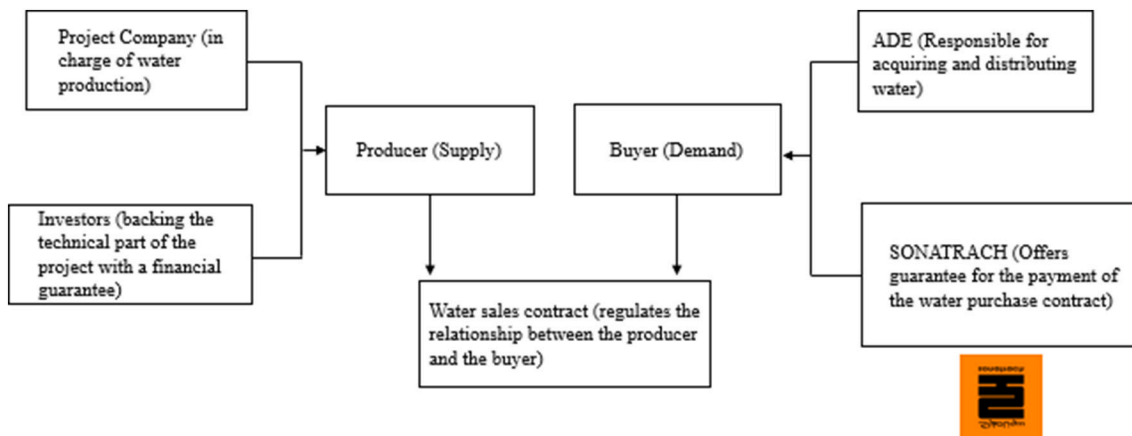 Project Company (in
charge of water
production)
ADE (Responsible for
acquiring and distributing
water)
Producer (Supply)
Buyer (Demand)
Investors (backing the
technical part of the
project with a financial
guarantee)
SONATRACH (Offers
guarantee for the payment of
the water purchase contract)
Water sales contract (regulates the
relationship between the producer
and the buyer)